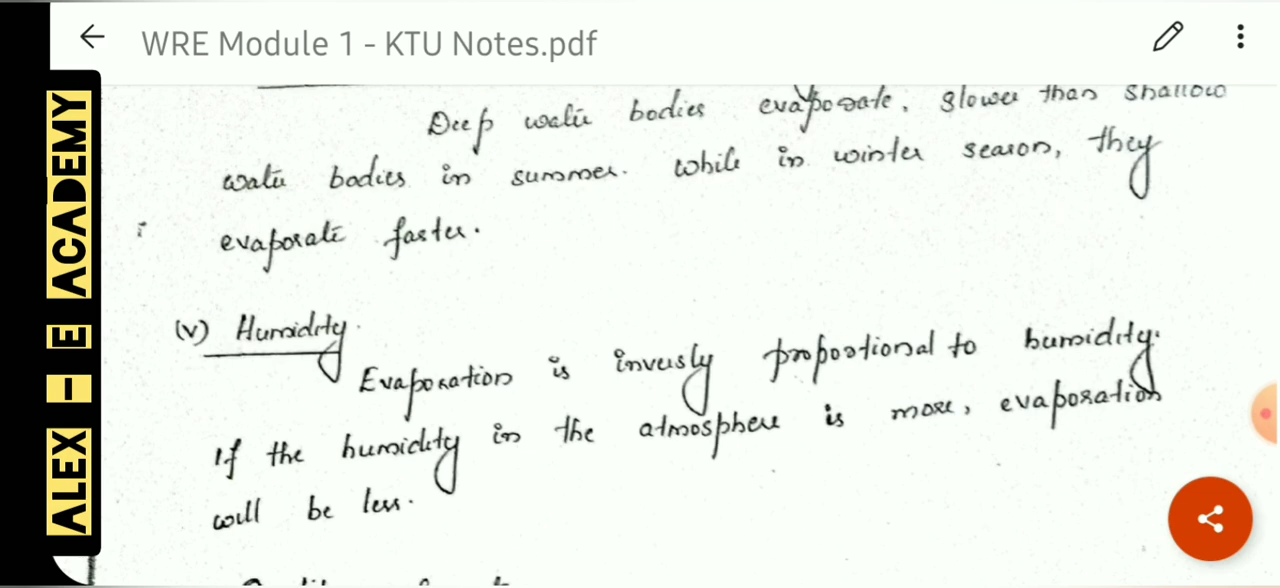 WRE Module 1 - KTU Notes.pdf
ALEX - E ACADEMY
Deep water bodies evaporate. slower than shallow
water bodies in summer. while in winter season, they
evaporate faster.
(v) Humidity.
Evaporation is inversly proportional to humidity.
If the humidity in the atmosphere is more, evaporation
will be less.